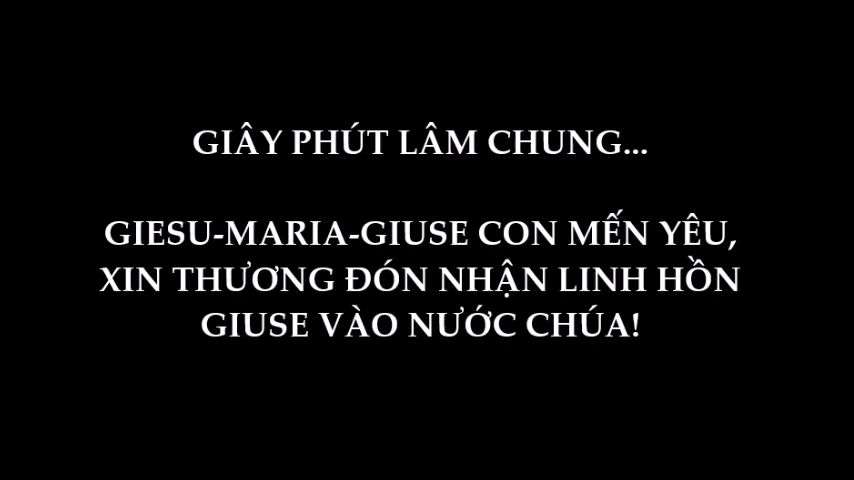 GIÂY PHÚT LÂM CHUNG...
GIESU-MARIA-GIUSE CON MẾN YÊU,
XIN THƯƠNG ĐÓN NHẬN LINH HỒN
GIUSE VÀO NƯỚC CHÚA!